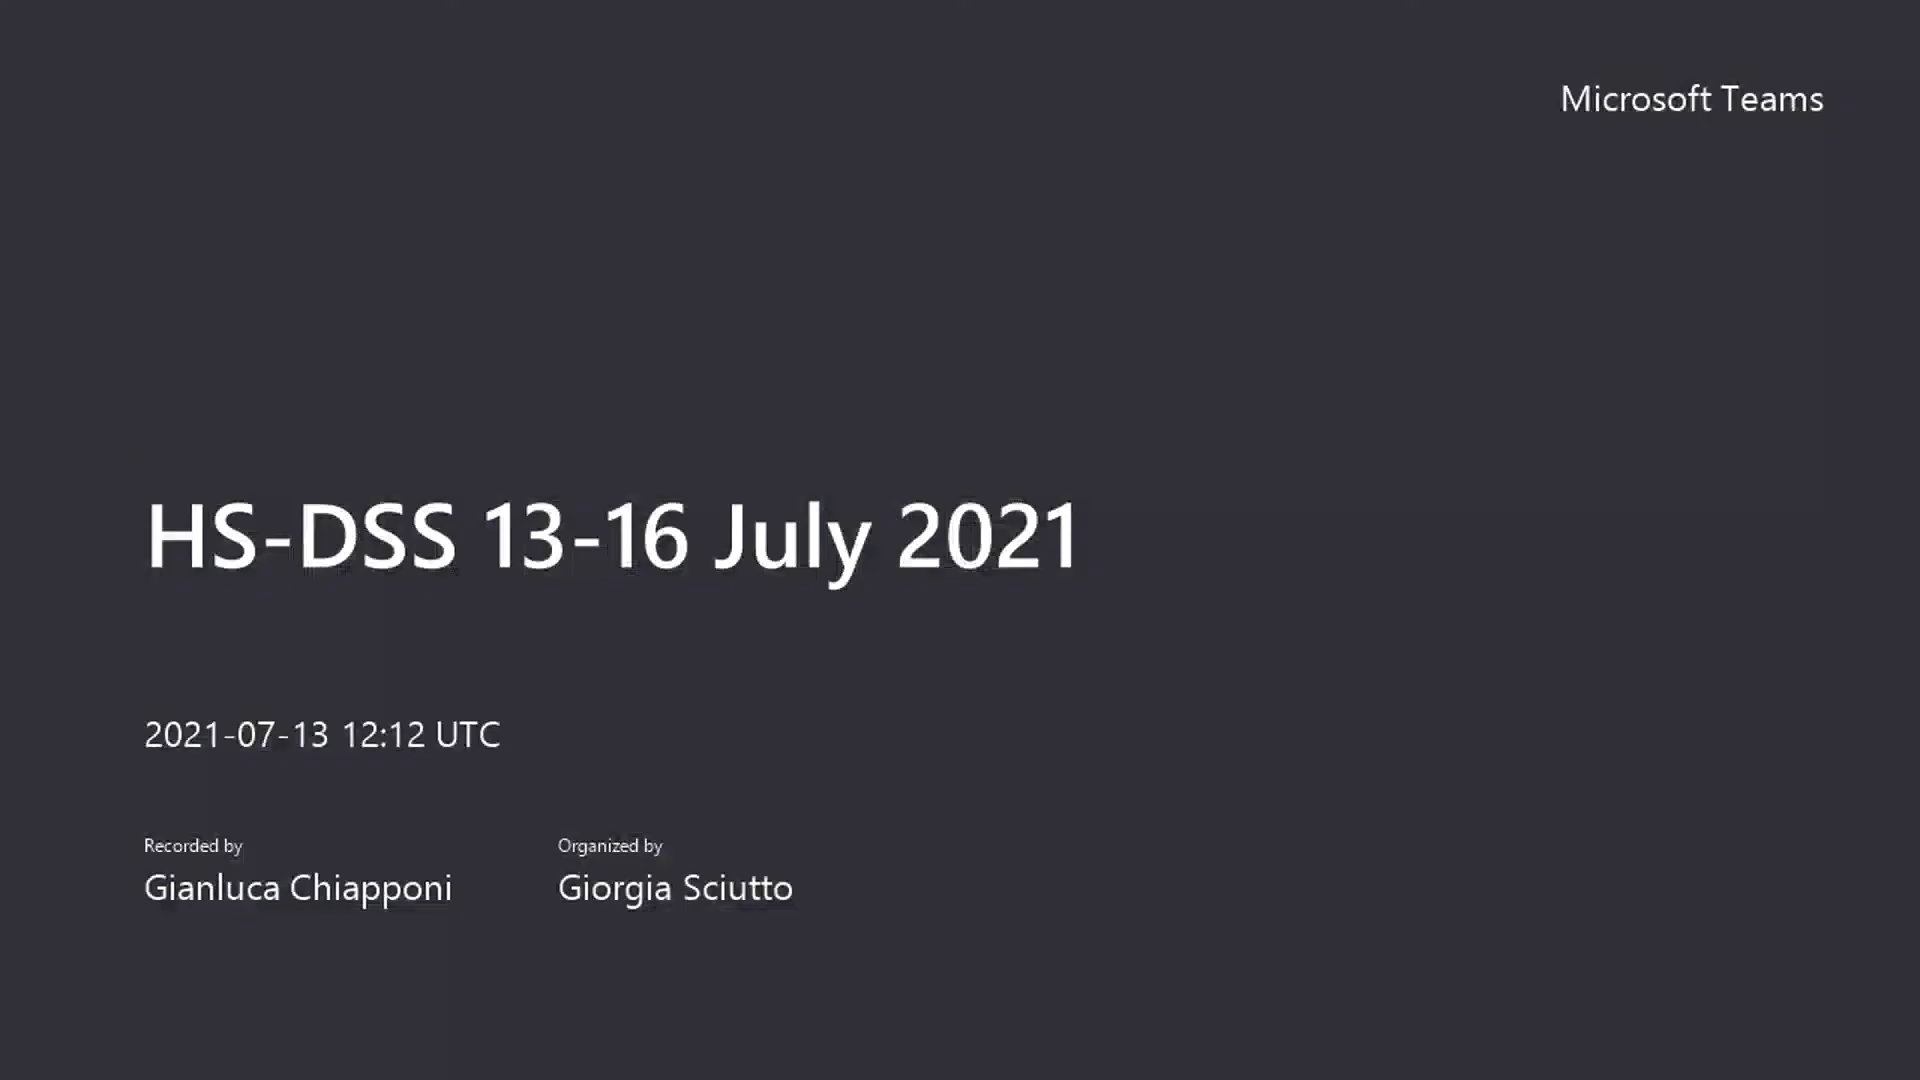 Microsoft Teams
HS-DSS 13-16 July 2021
2021-07-13 12:12 UTC
Recorded by
Gianluca Chiapponi
Organized by
Giorgia Sciutto